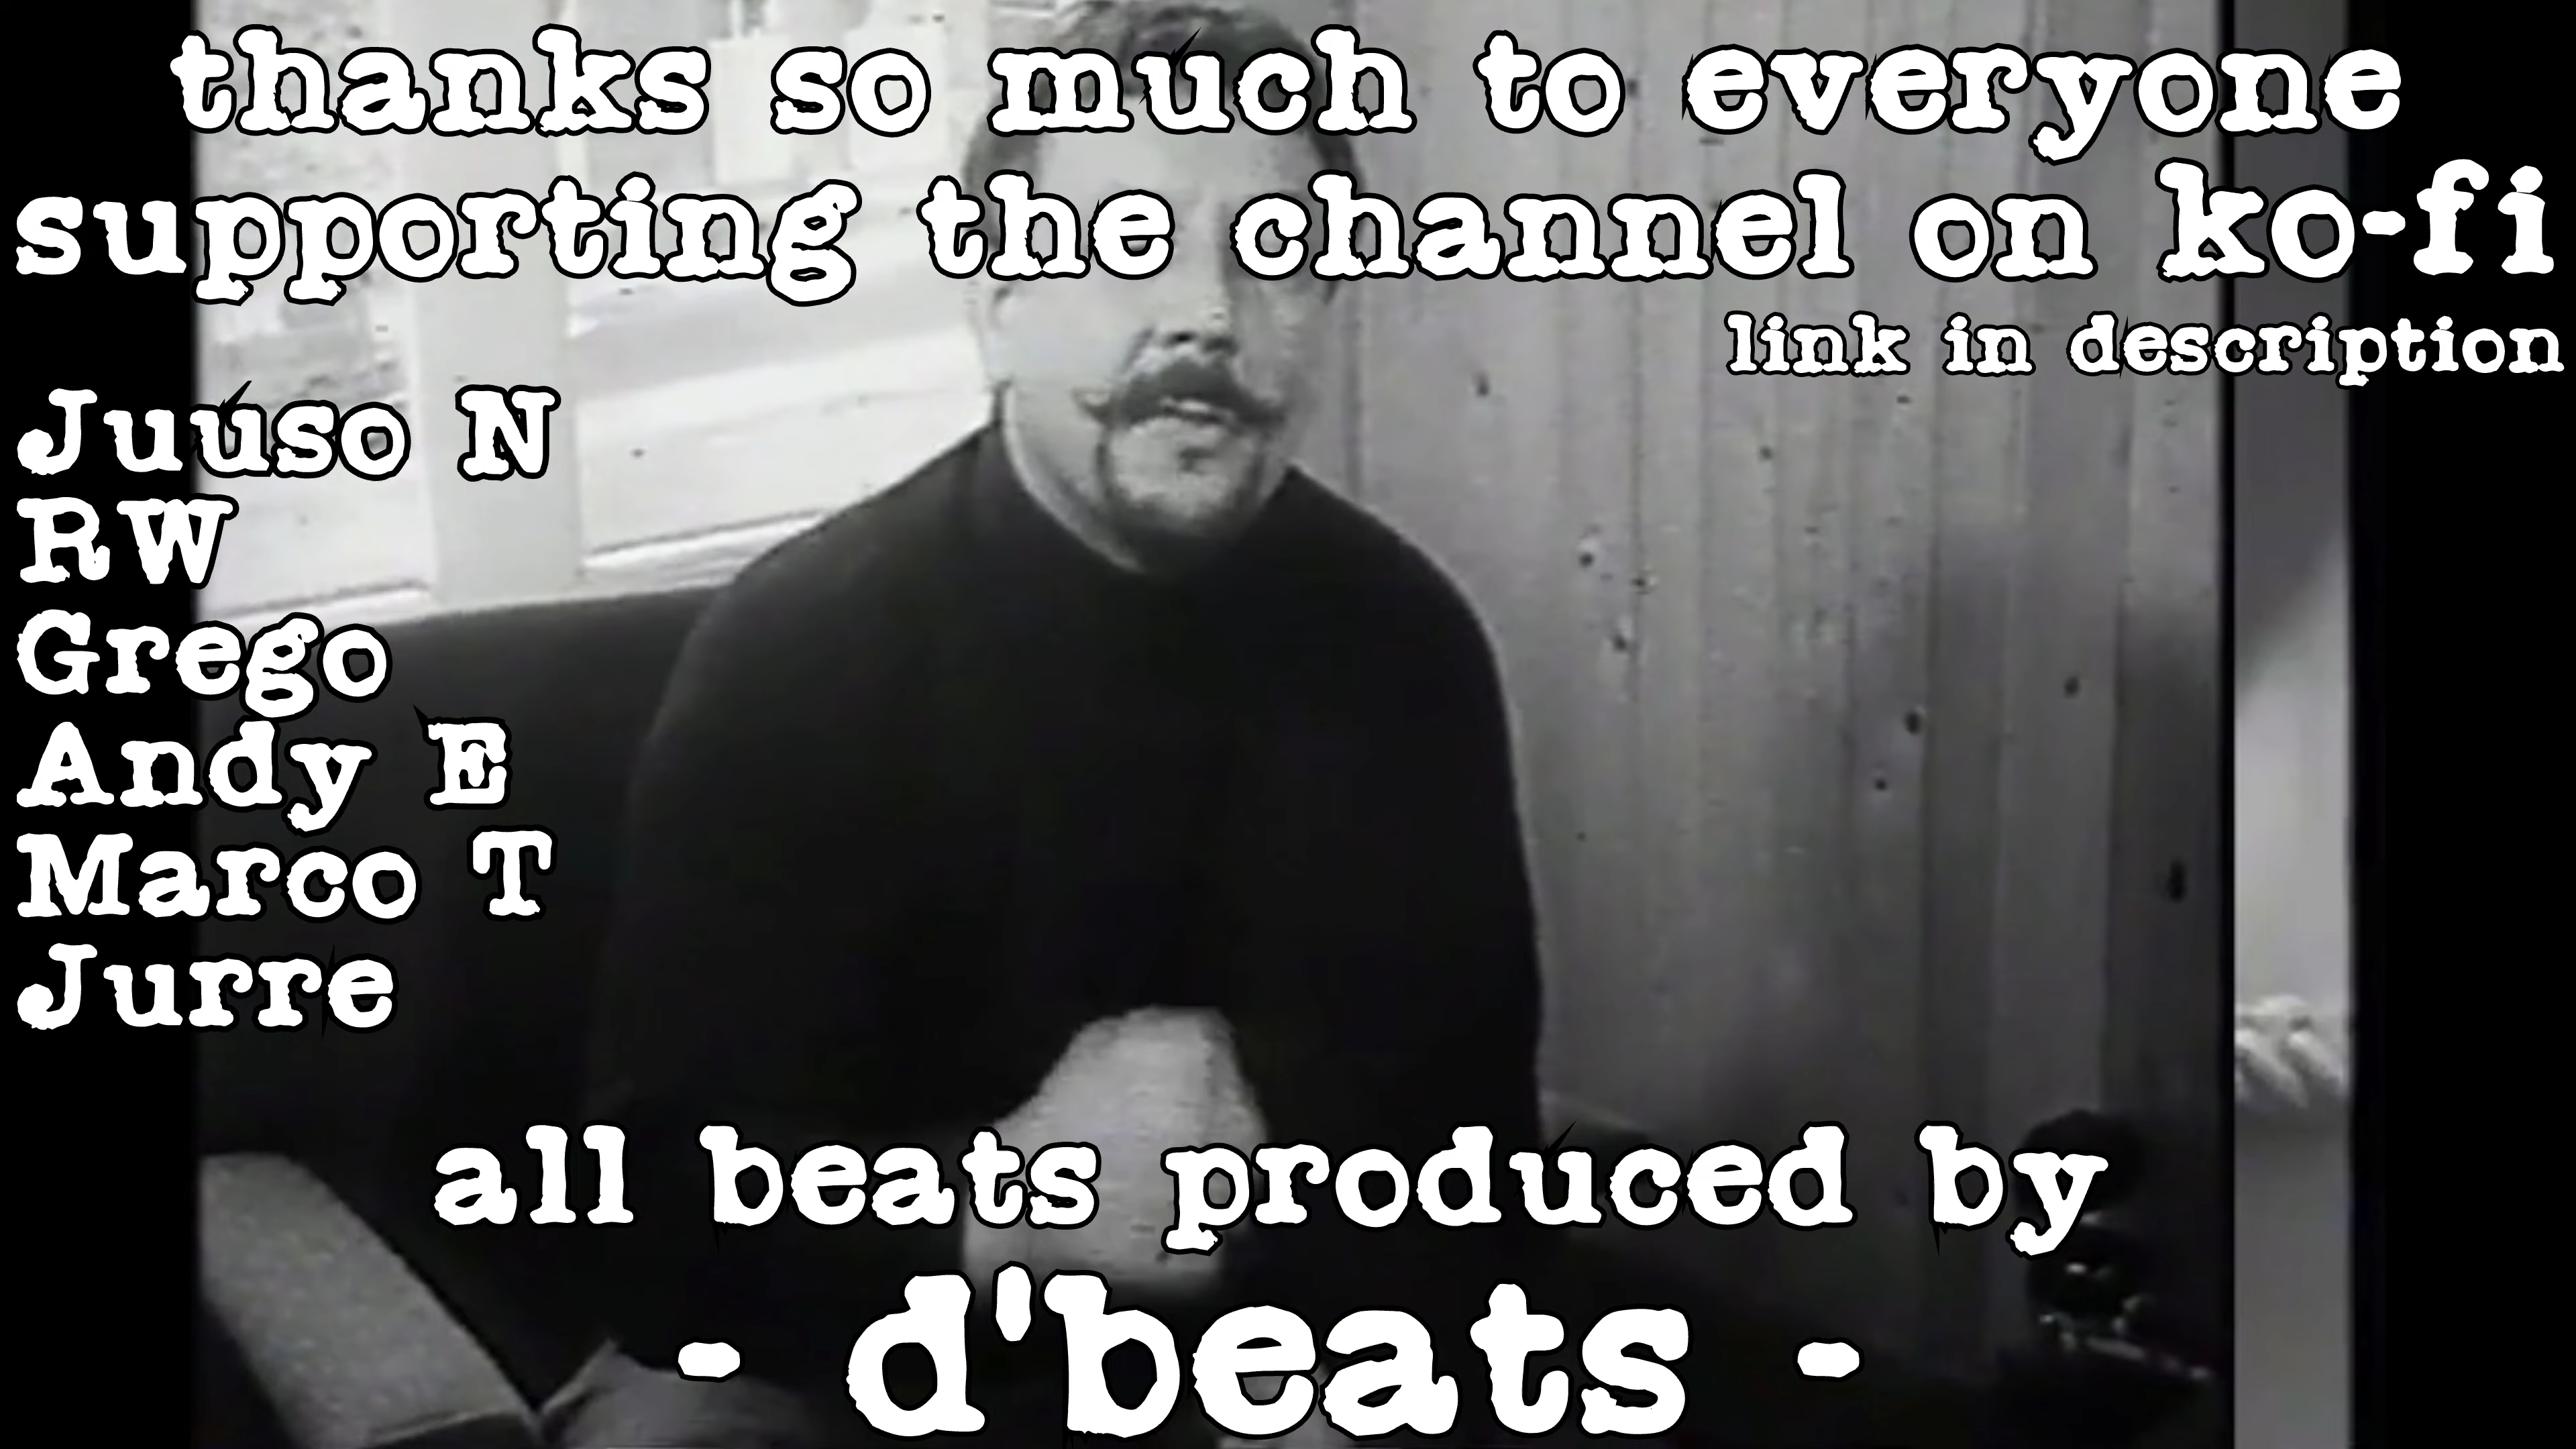 thanks so much to everyone
supporting the channel on ko-fi
link in description
Juuso N
RW
Grego
Andy E
Marco T
Jurre
all beats produced by
- d'beats -